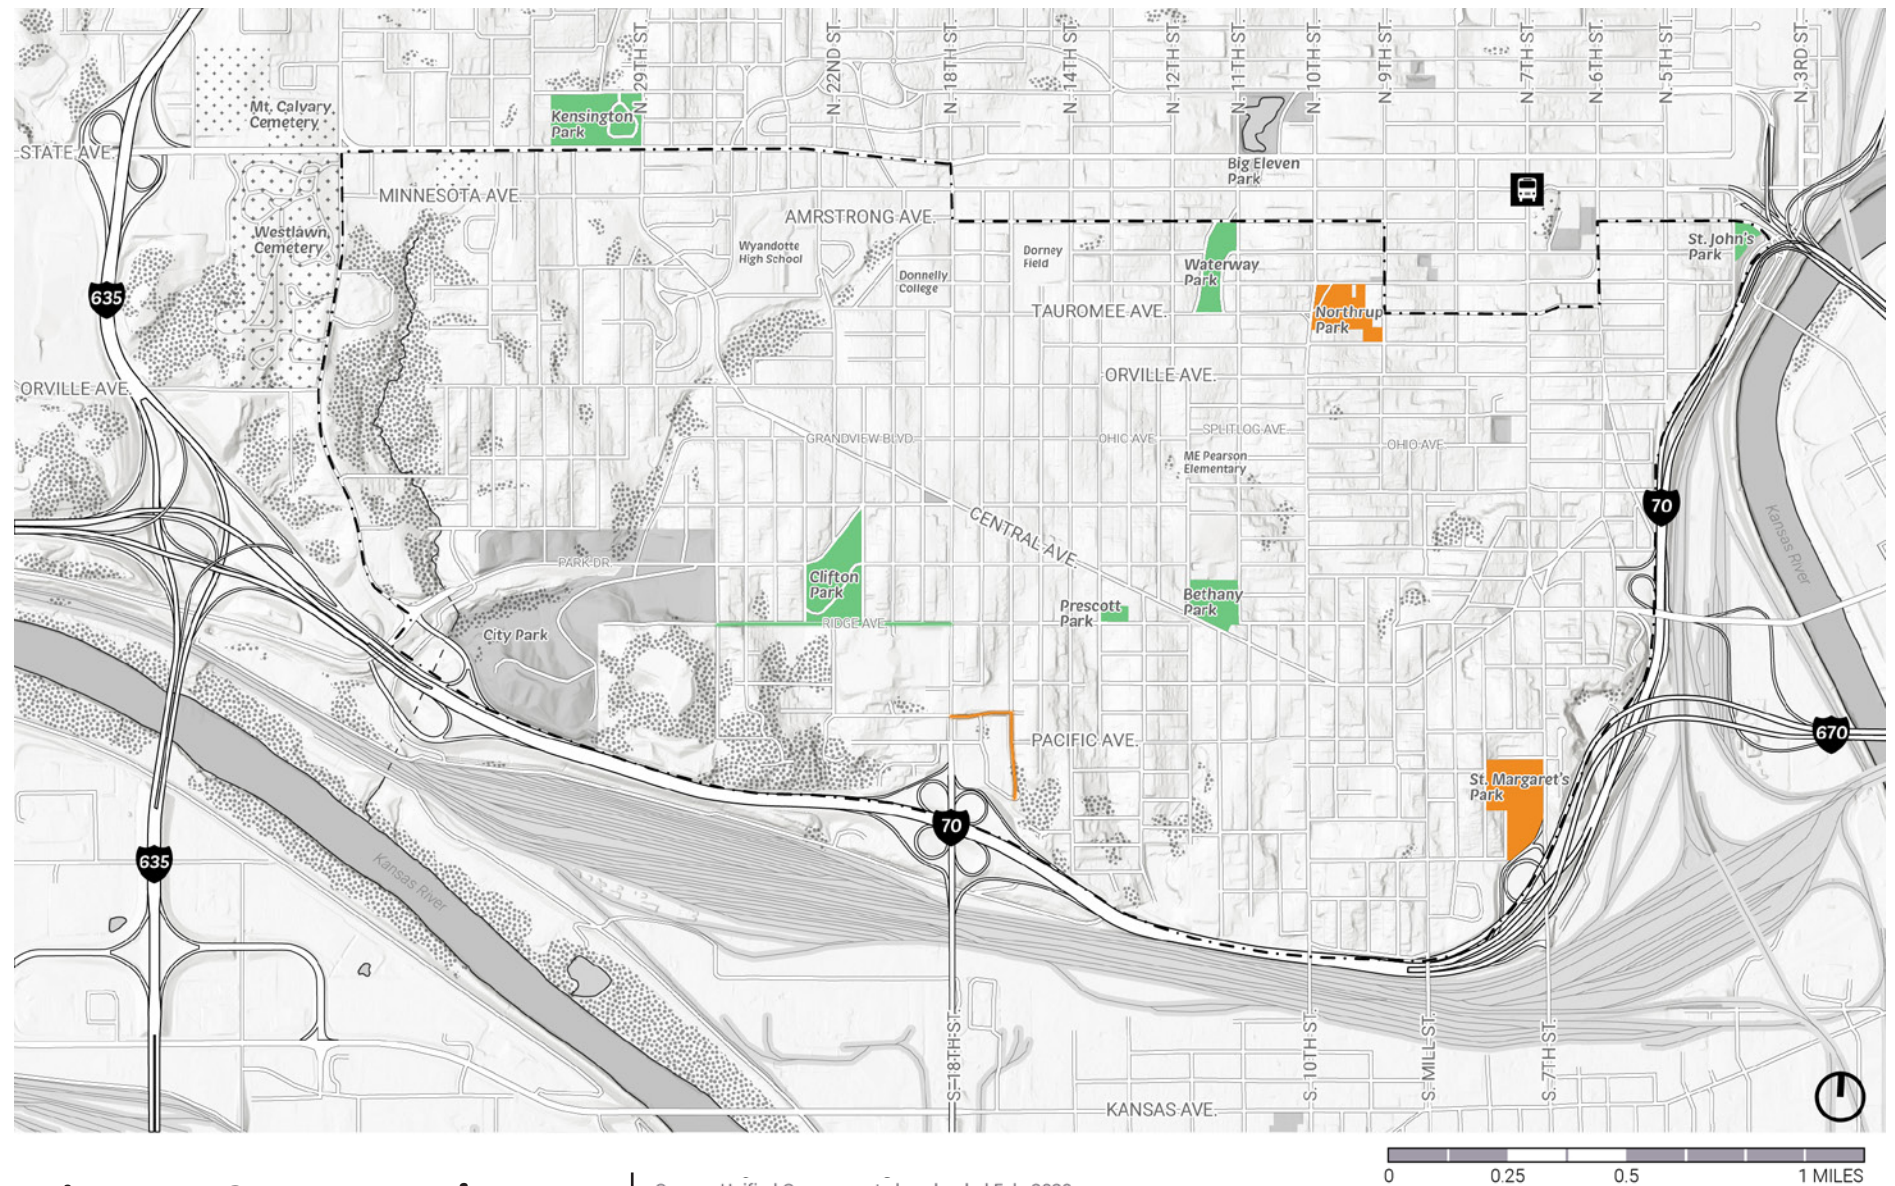 N. 29TH ST.
N. 22ND ST.
N. 18TH ST.
N. 14TH ST.
N. 12TH ST.
N. 11TH ST.
N. 10TH ST.
N. 9TH ST.
N. 7TH ST.
N. 6TH ST.
N. 5TH ST.
N. 3RD ST.
Mt. Calvary
Cemetery
Kensington
Park
STATE AVE.
Big Eleven
Park
MINNESOTA AVE.
AMRSTRONG AVE.
Westlawn
Cemetery
Wyandotte
High School
Donnelly
College
Dorney
Field
Waterway
Park
St. John's
Park
635
TAUROMEE AVE.
Northrup
Park
ORVILLE AVE.
ORVILLE AVE.
GRANDVIEW BLVD.
OHIC AVE
SPLITLOG AVE
OHIO AVE
ME Pearson
Elementary
70
CENTRAL AVE.
Kansas River
PARK DR.
Clifton
Park
Prescott
Park
Bethany
Park
RIDGE AVE
City Park
PACIFIC AVE.
670
St. Margaret's
Park
70
635
Kansas River
S. 18TH ST.
S. 10TH ST.
S. MILL ST.
S. 7TH ST.
KANSAS AVE.
0
0.25
0.5
1 MILES